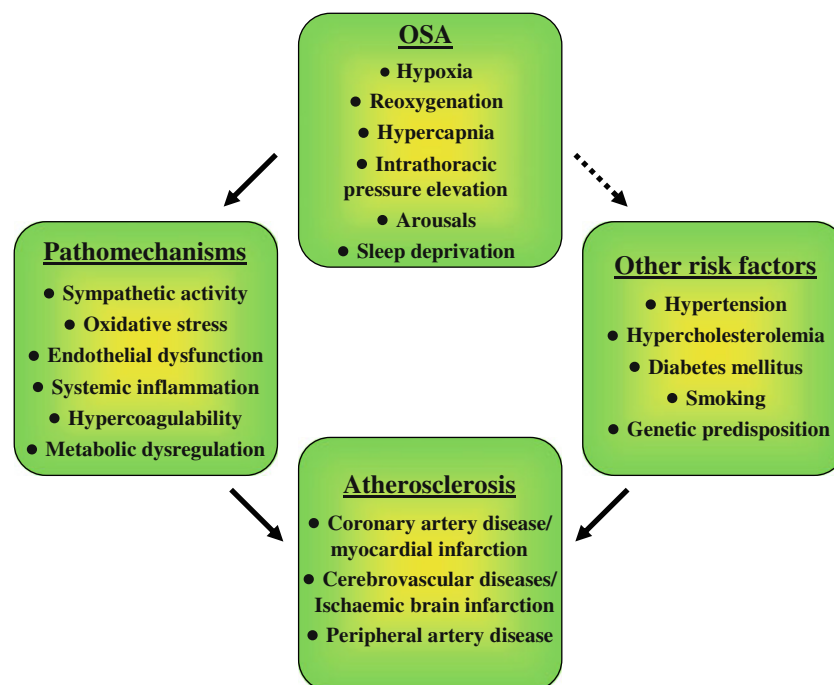 OSA
● Hypoxia
● Reoxygenation
● Hypercapnia
● Intrathoracic
pressure elevation
● Arousals
● Sleep deprivation
Pathomechanisms
● Sympathetic activity
● Oxidative stress
● Endothelial dysfunction
● Systemic inflammation
● Hypercoagulability
● Metabolic dysregulation
Other risk factors
● Hypertension
● Hypercholesterolemia
● Diabetes mellitus
● Smoking
● Genetic predisposition
Atherosclerosis
● Coronary artery disease/
myocardial infarction
● Cerebrovascular diseases/
Ischaemic brain infarction
● Peripheral artery disease